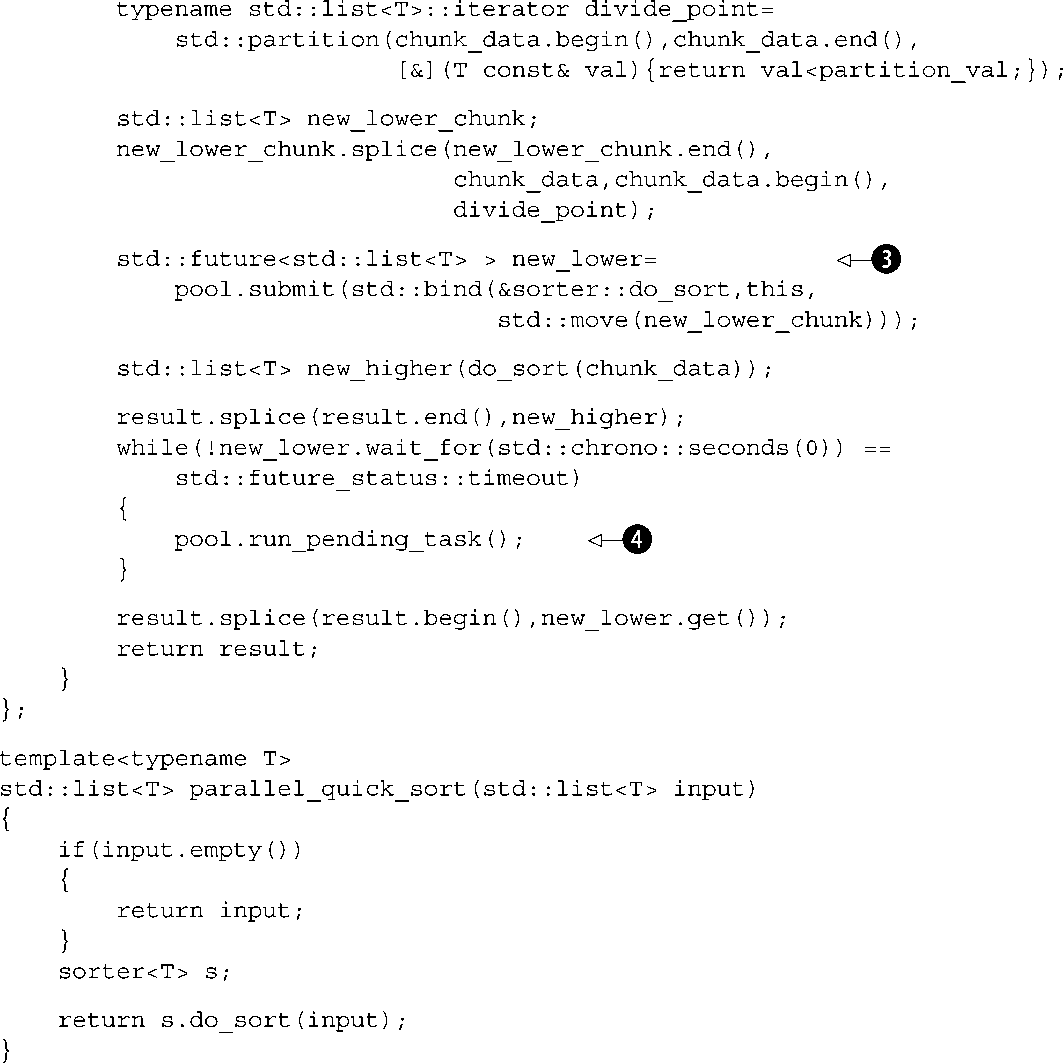 typename std::list<T>::iterator divide_point=
std::partition(chunk_data.begin(),chunk_data.end(),
[&](T const& val){return val<partition_val;});
std::list<T> new_lower_chunk;
new_lower_chunk.splice(new_lower_chunk.end(),
chunk_data,chunk_data.begin(),
divide_point);
std::future<std::list<T> > new_lower= 3
pool.submit(std::bind(&sorter::do_sort,this,
std::move(new_lower_chunk)));
std::list<T> new_higher(do_sort(chunk_data));
result.splice(result.end(),new_higher);
while(!new_lower.wait_for(std::chrono::seconds(0)) ==
std::future_status::timeout)
{
pool.run_pending_task(); 4
}
result.splice(result.begin(),new_lower.get());
return result;
}
};
template<typename T>
std::list<T> parallel_quick_sort(std::list<T> input)
{
if(input.empty())
{
return input;
}
sorter<T> s;
return s.do_sort(input);
}